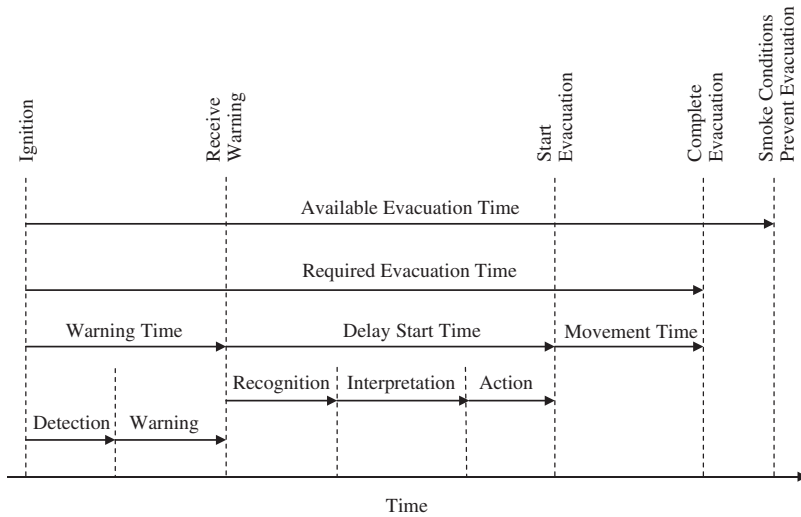 Ignition
Receive
Warning
Start
Evacuation
Complete
Evacuation
Smoke Conditions
Prevent Evacuation
Available Evacuation Time
Required Evacuation Time
Warning Time
Delay Start Time
Movement Time
Recognition
Interpretation
Action
Detection
Warning
Time